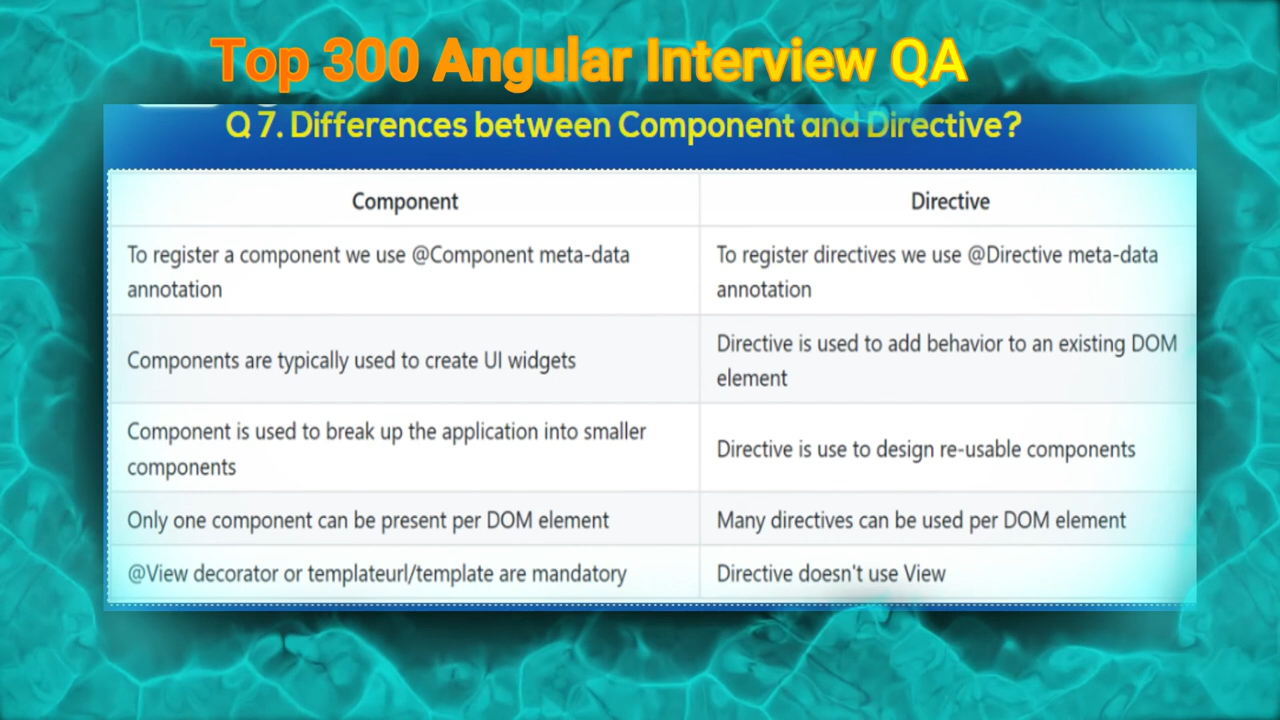 Top 300 Angular Interview QA
Q 7. Differences between Component and Directive?
Component
Directive
To register a component we use @Component meta-data
annotation
To register directives we use @Directive meta-data
annotation
Components are typically used to create UI widgets
Directive is used to add behavior to an existing DOM
element
Component is used to break up the application into smaller
components
Directive is use to design re-usable components
Only one component can be present per DOM element
Many directives can be used per DOM element
@View decorator or templateurl/template are mandatory
Directive doesn't use View